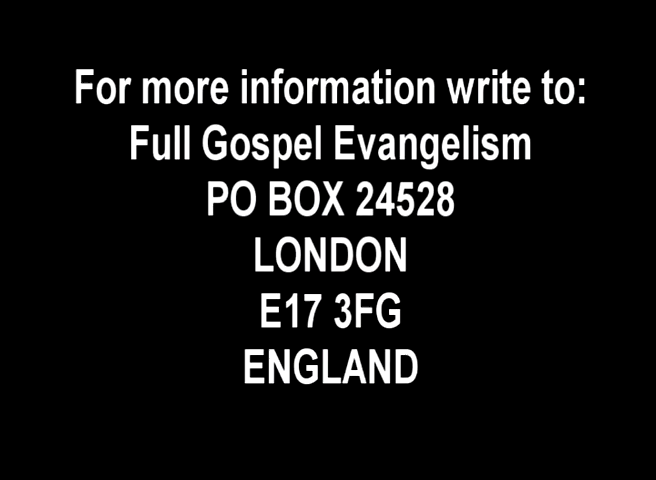 For more information write to:
Full Gospel Evangelism
PO BOX 24528
LONDON
E17 3FG
ENGLAND